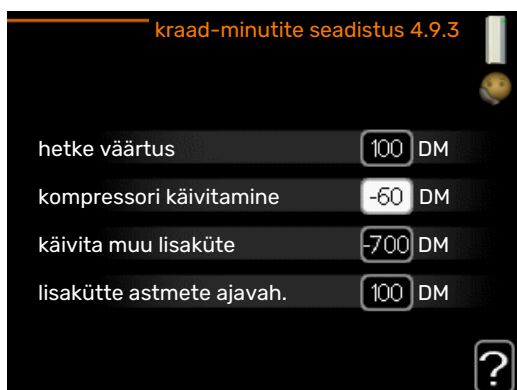 kraad-minutite seadistus 4.9.3
hetke väärtus 100 DM
kompressori käivitamine -60 DM
käivita muu lisaküte -700 DM
lisakütte astmete ajavah. 100 DM
?